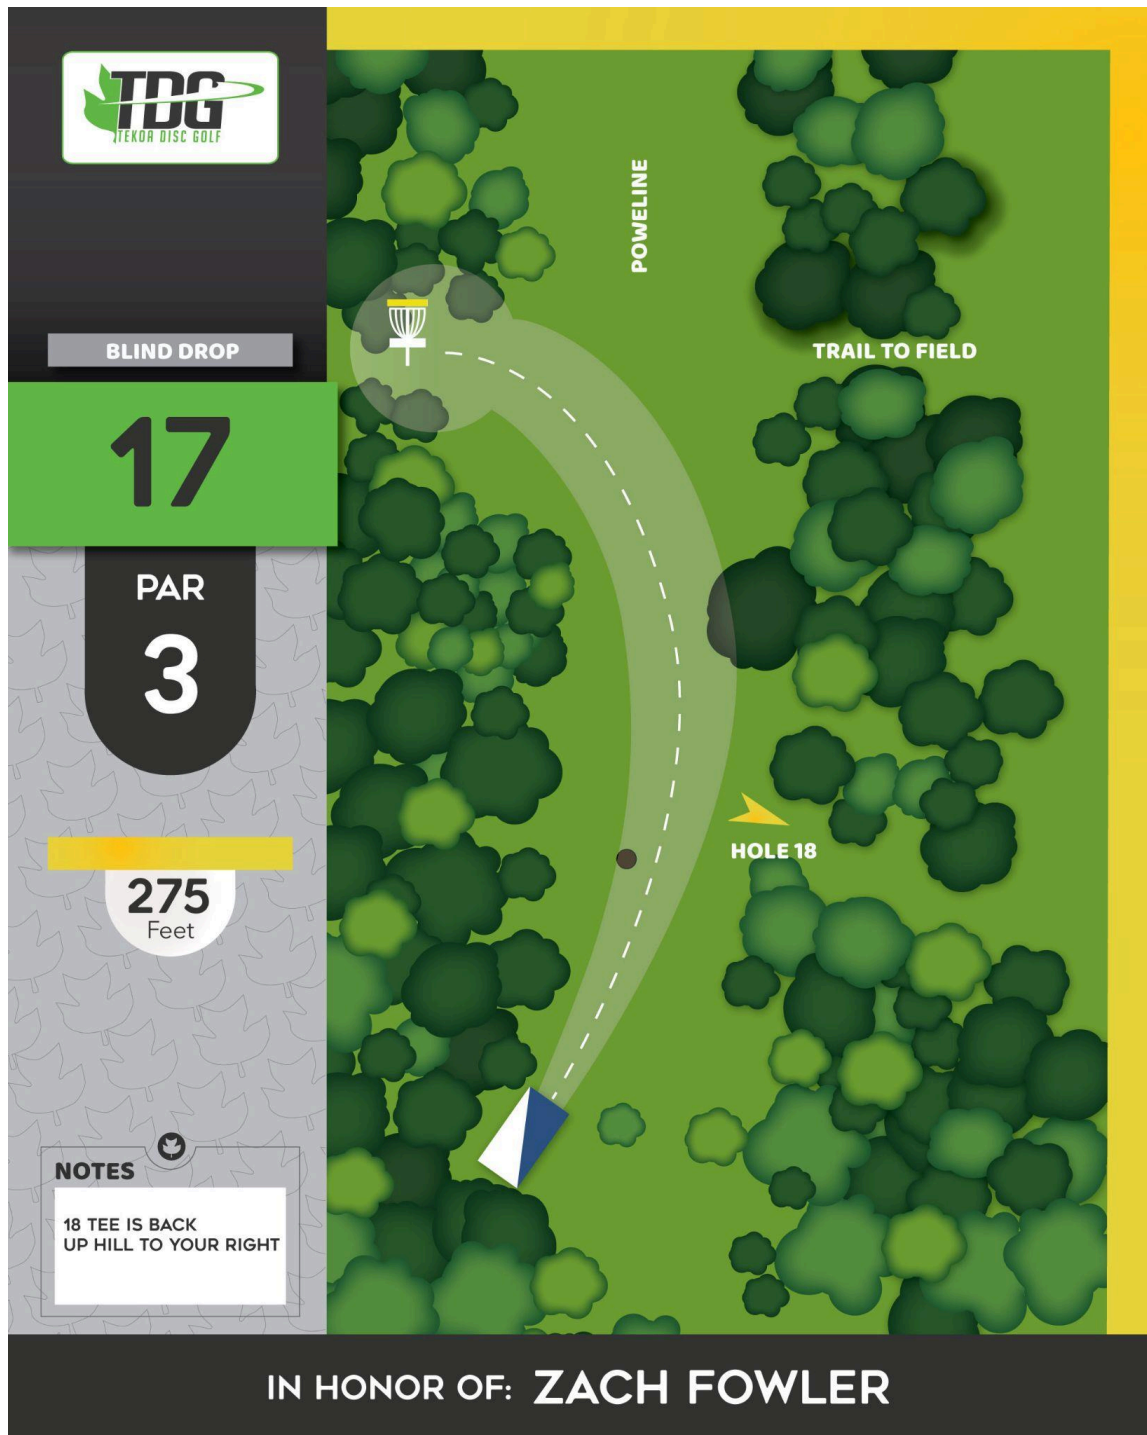 TDG
TEKOA DISC GOLF
BLIND DROP
17
PAR
3
275
Feet
NOTES
18 TEE IS BACK
UP HILL TO YOUR RIGHT
POWELINE
TRAIL TO FIELD
HOLE 18
IN HONOR OF: ZACH FOWLER